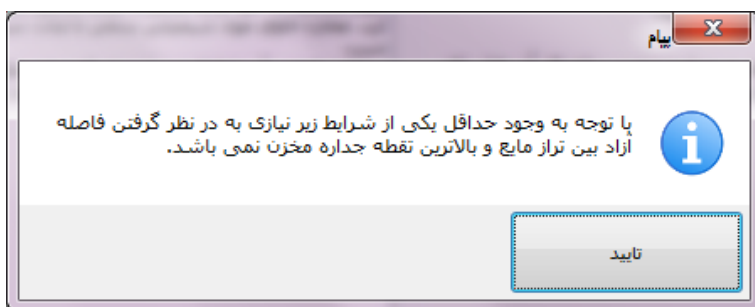 پیام
با توجه به وجود حداقل یکی از شرایط زیر نیازی به در نظر گرفتن فاصله
آزاد بین تراز مایع و بالاترین نقطه جداره مخزن نمی باشد.
تایید